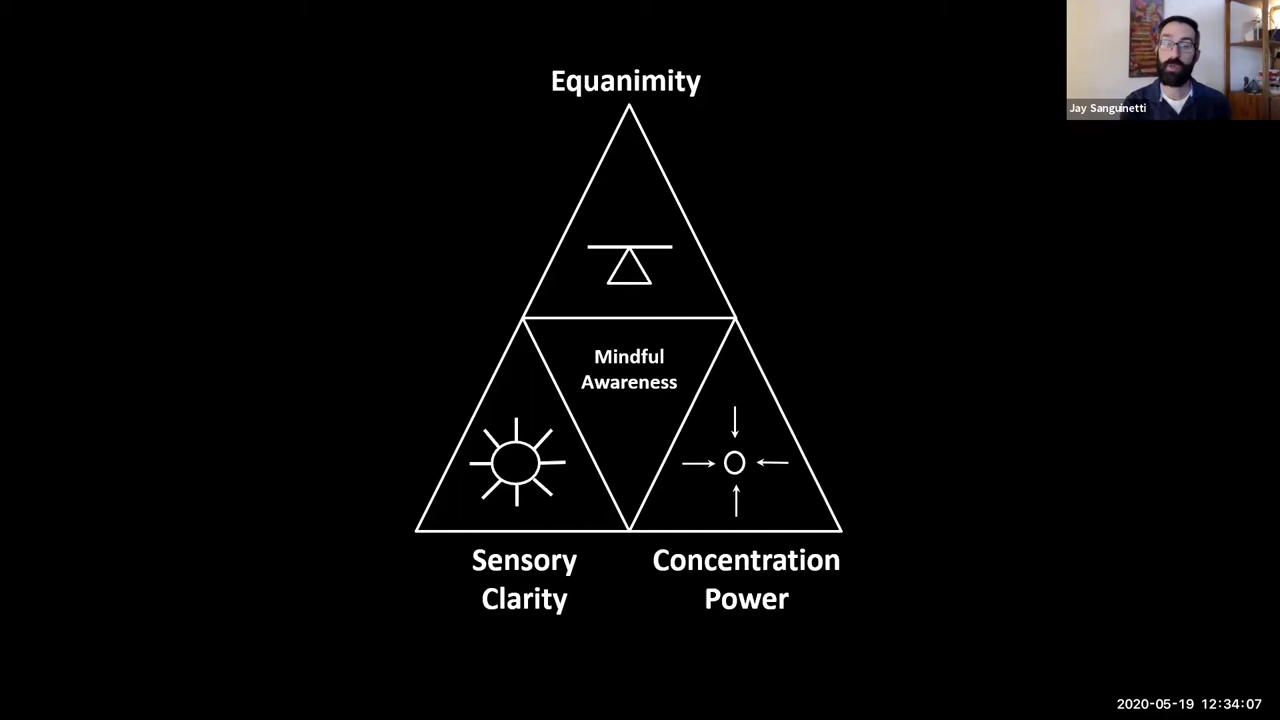 Equanimity
Jay Sanguinetti
Mindful
Awareness
Sensory
Clarity
Concentration
Power
2020-05-19 12:34:07